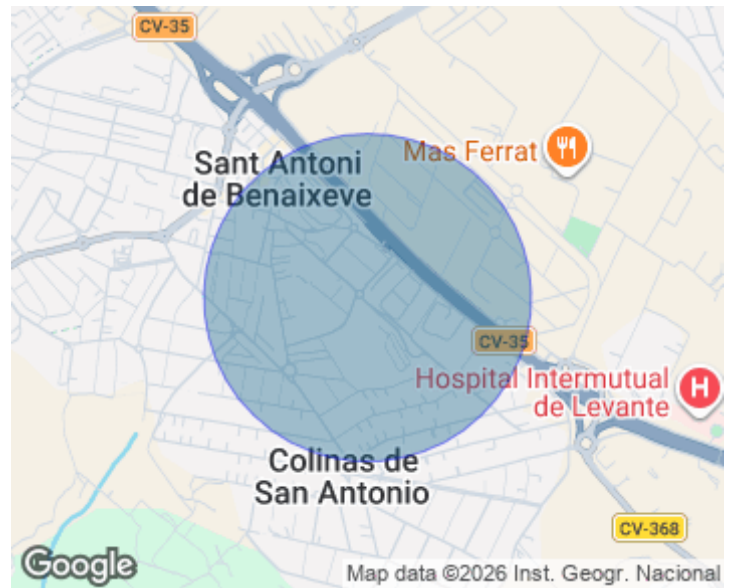 CV-35
Sant Antoni
de Benaixeve
Mas Ferrat
CV-35
Hospital Intermutual
de Levante
H
Colinas de
San Antonio
CV-368
Google
Map data ©2026 Inst. Geogr. Nacional